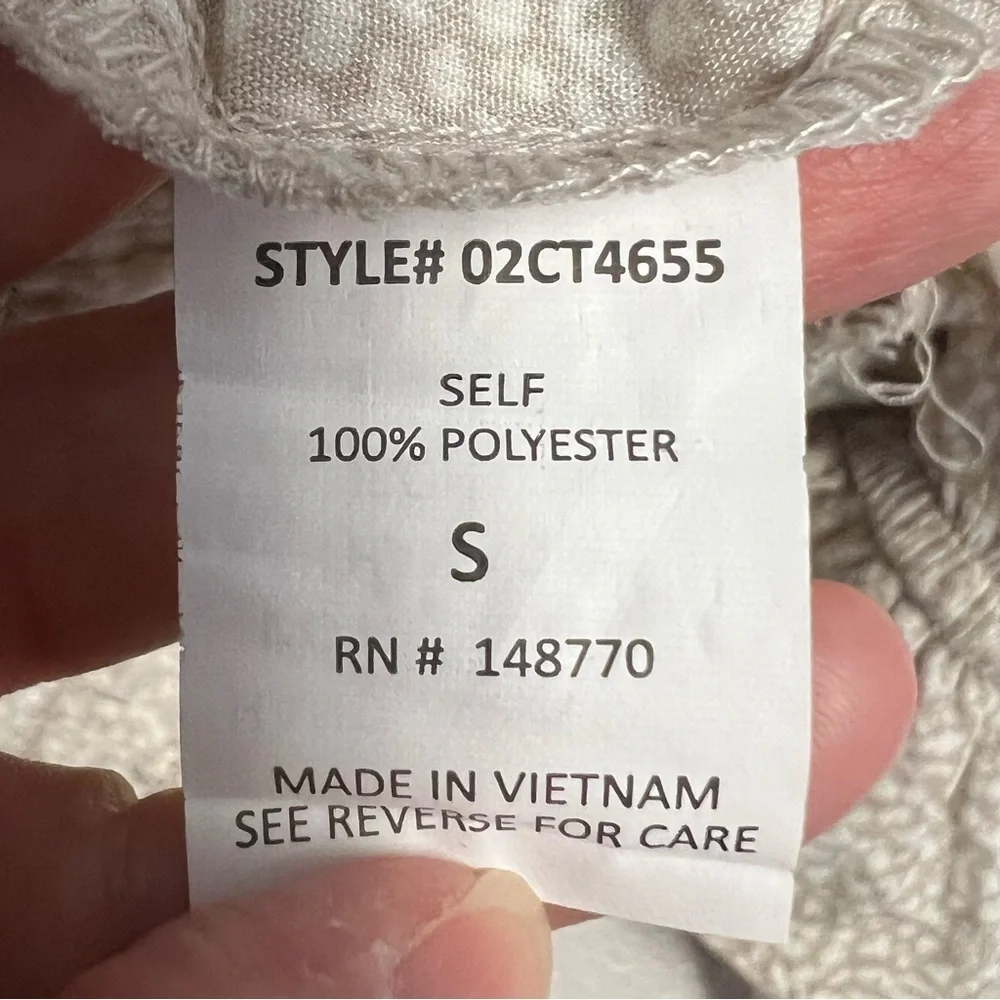 STYLE# 02CT4655
SELF
100% POLYESTER
S
RN # 148770
MADE IN VIETNAM
SEE REVERSE FOR CARE